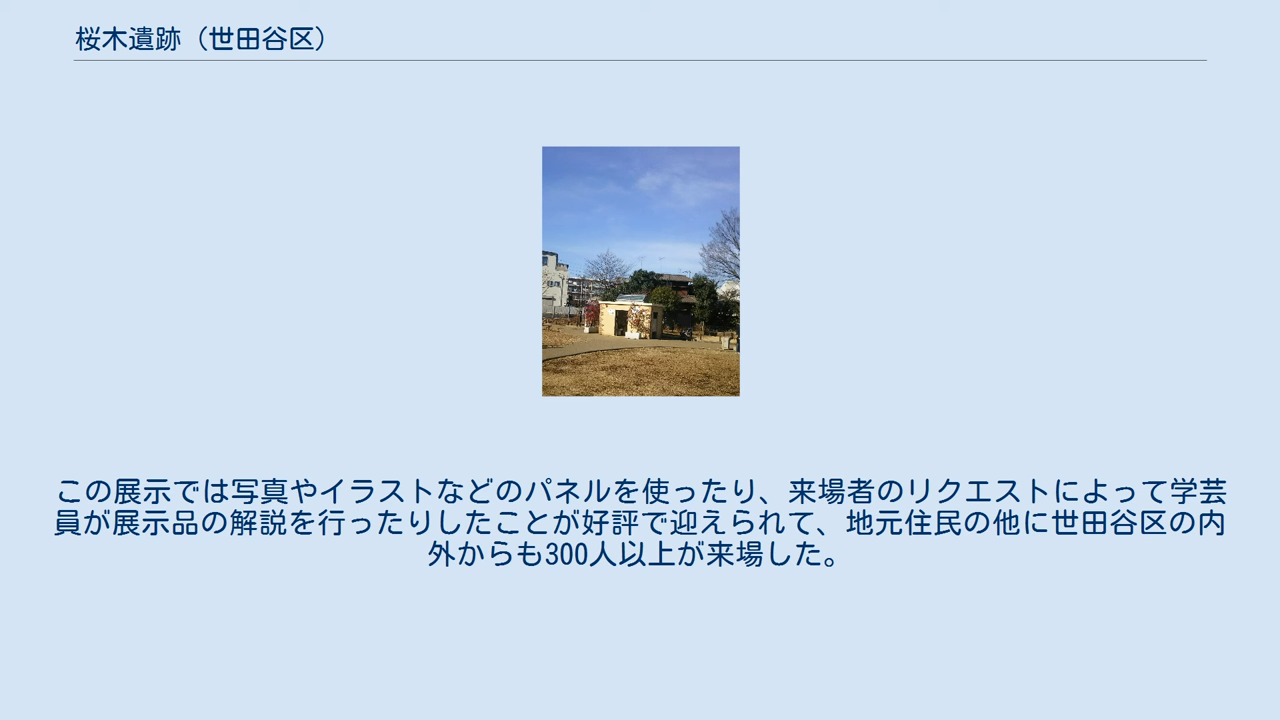 桜木遺跡（世田谷区）
この展示では写真やイラストなどのパネルを使ったり、来場者のリクエストによって学芸
員が展示品の解説を行ったりしたことが好評で迎えられて、地元住民の他に世田谷区の内
外からも300人以上が来場した。